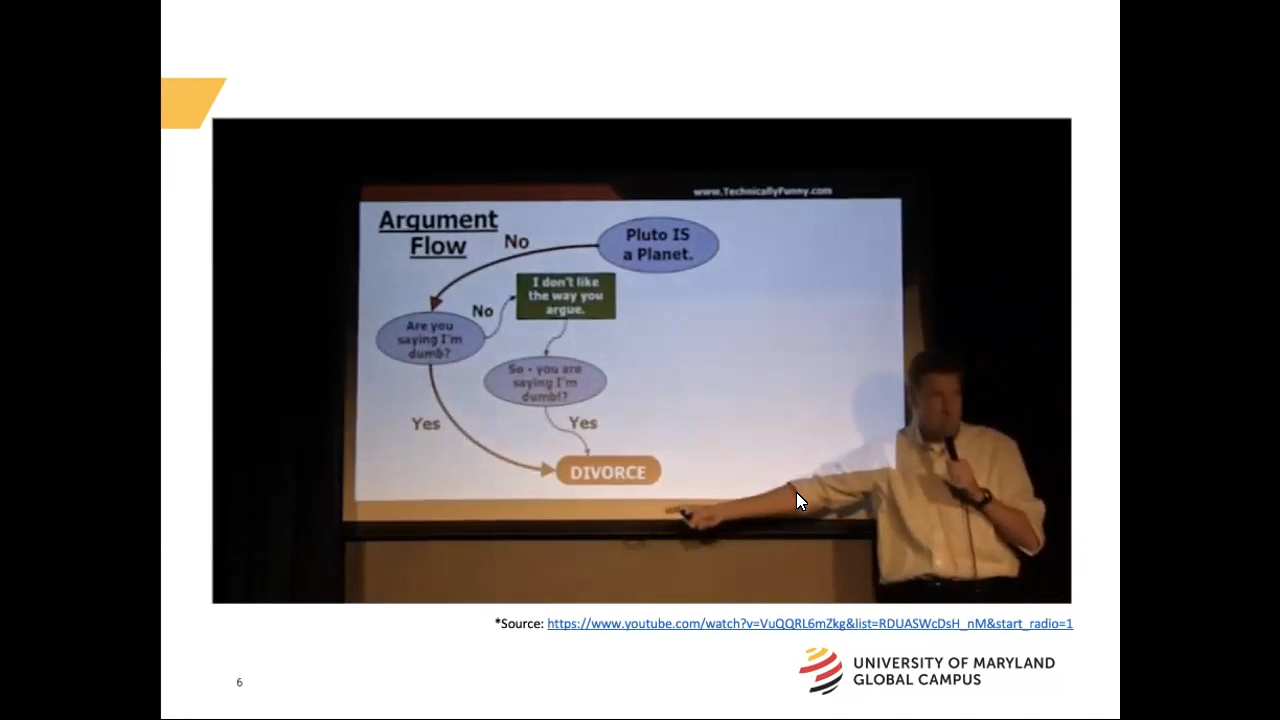 www.TechnicallyFunny.com
Argument
Flow
No
Pluto IS
a Planet.
I don't like
the way you
argue.
No
Are you
saying I'm
dumb?
So - you are
saying I'm
dumb!?
Yes
Yes
DIVORCE
*Source: https://www.youtube.com/watch?v=VuQQRL6mZkg&list=RDUASWcDsH_nM&start_radio=1
6
UNIVERSITY OF MARYLAND
GLOBAL CAMPUS